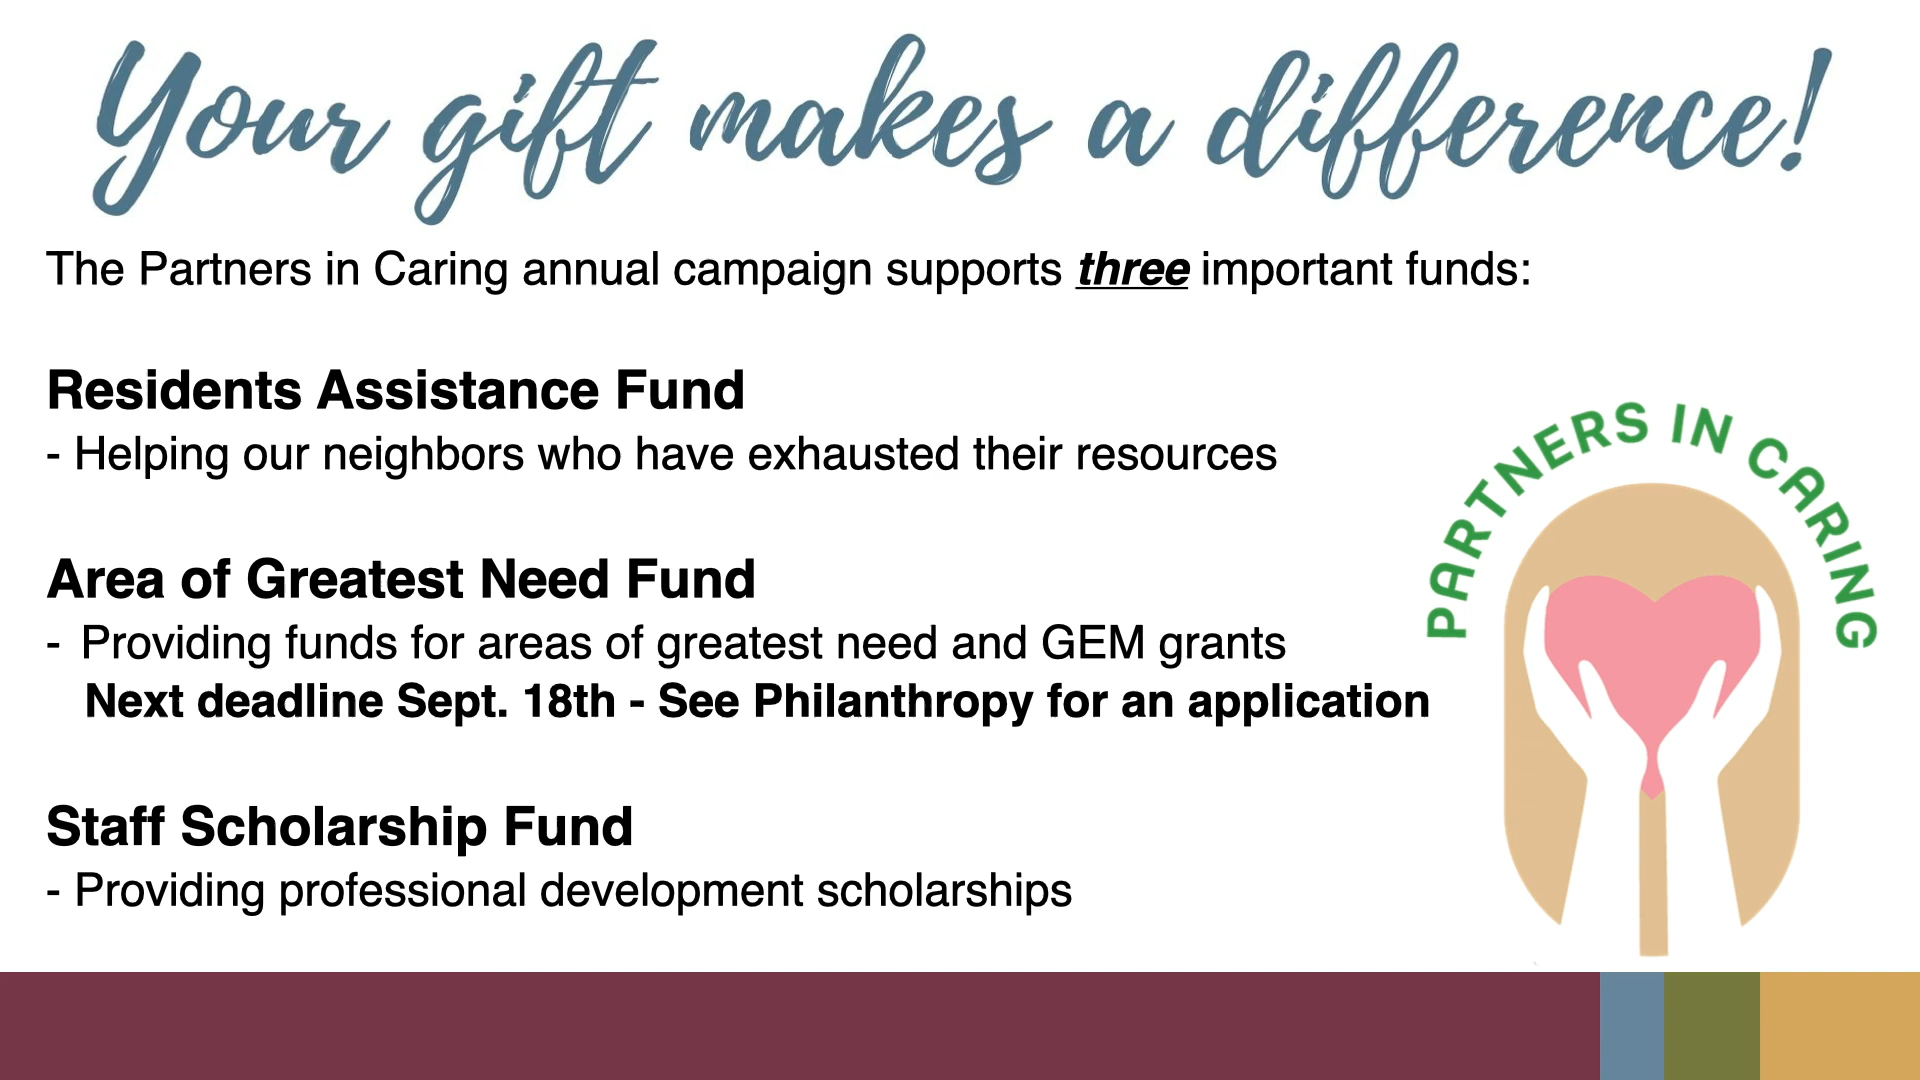 Your gift makes a difference!
The Partners in Caring annual campaign supports three important funds:
Residents Assistance Fund
- Helping our neighbors who have exhausted their resources
Area of Greatest Need Fund
- Providing funds for areas of greatest need and GEM grants
Next deadline Sept. 18th - See Philanthropy for an application
Staff Scholarship Fund
- Providing professional development scholarships
PARTNERS IN CARING